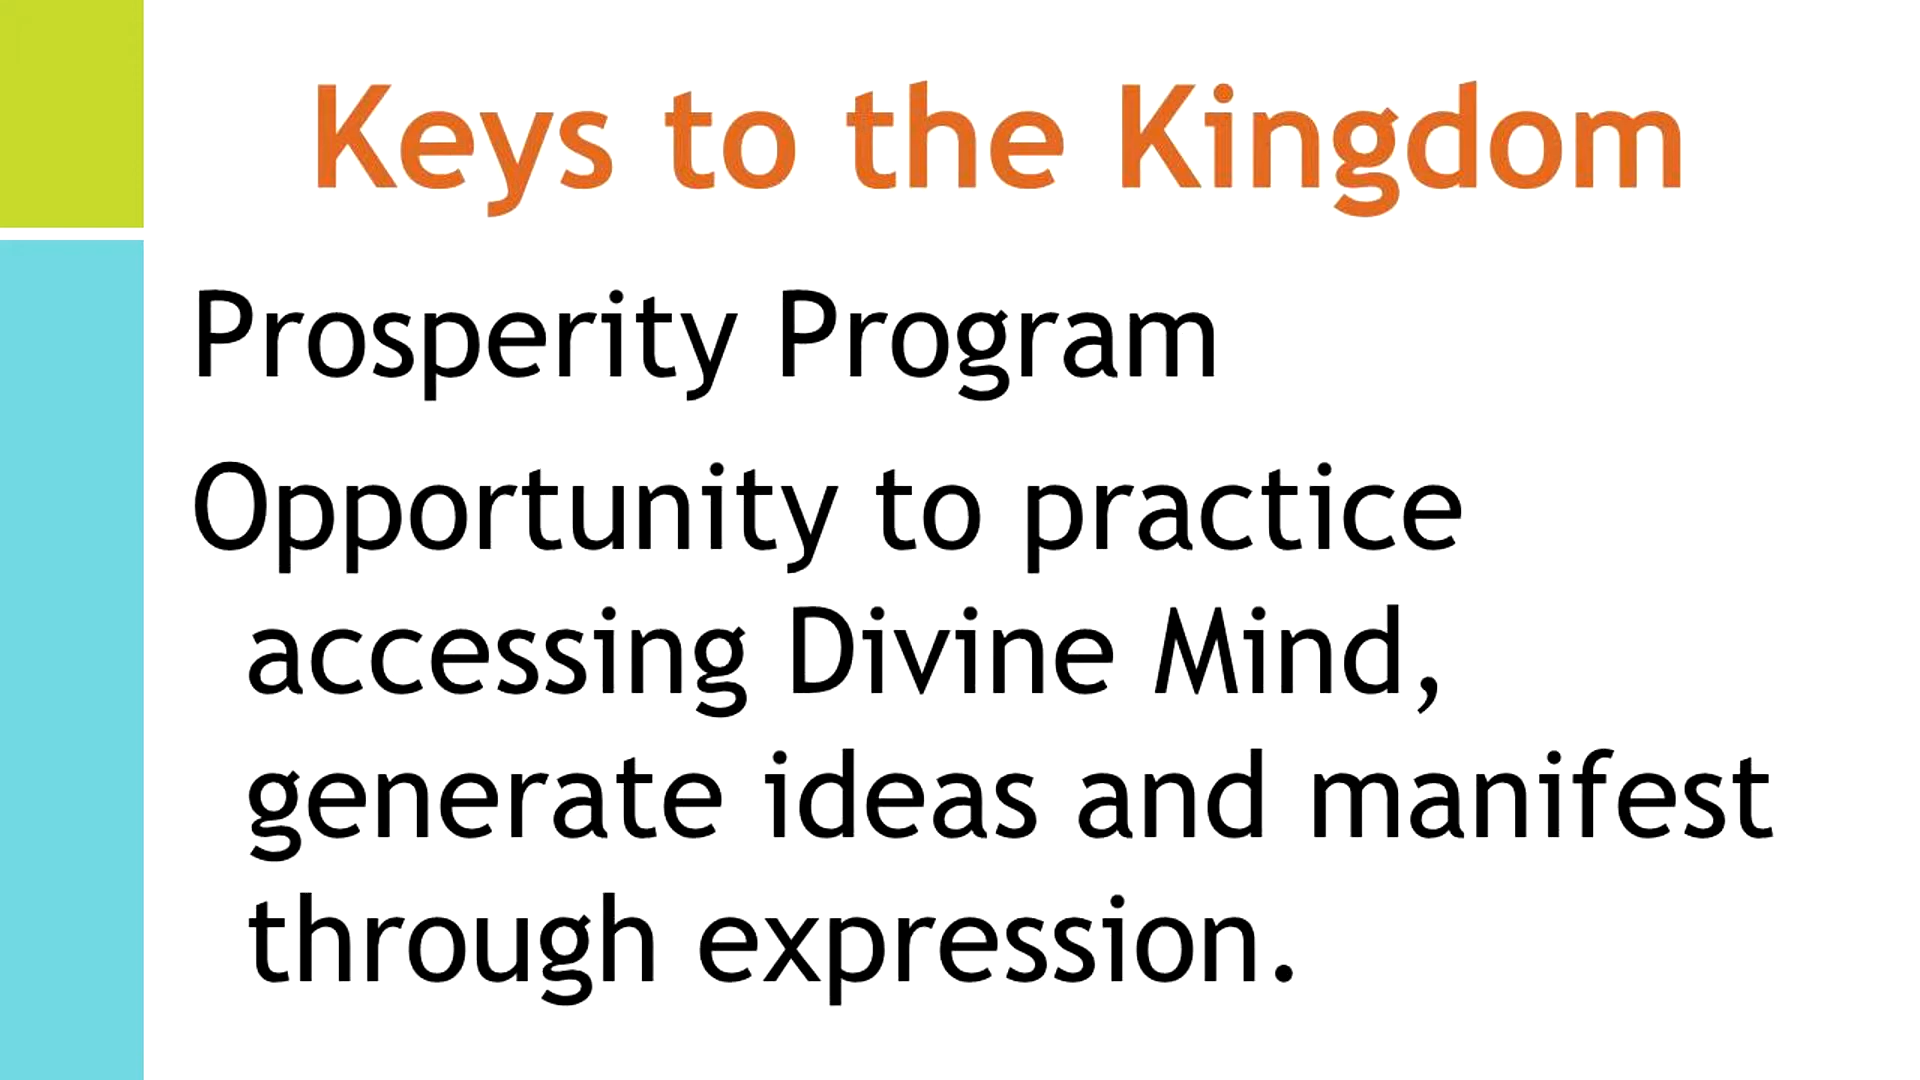 Keys to the Kingdom
Prosperity Program
Opportunity to practice
accessing Divine Mind,
generate ideas and manifest
through expression.